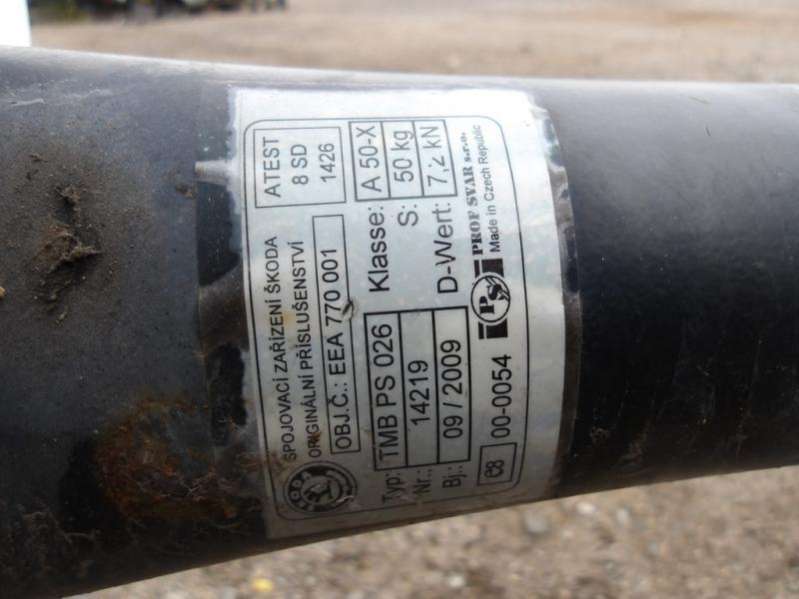 SPOJOVACÍ ZAŘÍZENÍ ŠKODA
ORIGINÁLNÍ PŘÍSLUŠENSTVÍ
OBJ.Č.: EEA 770 001
ATEST
8 SD
1426
Typ: TMB PS 026
Nr.: 14219
Bj.: 09/2009
Klasse: A 50-X
S: 50 kg
D-Wert: 7,2 kN
e8 00-0054
PS
PROF SVAR s.r.o.
Made in Czech Republic